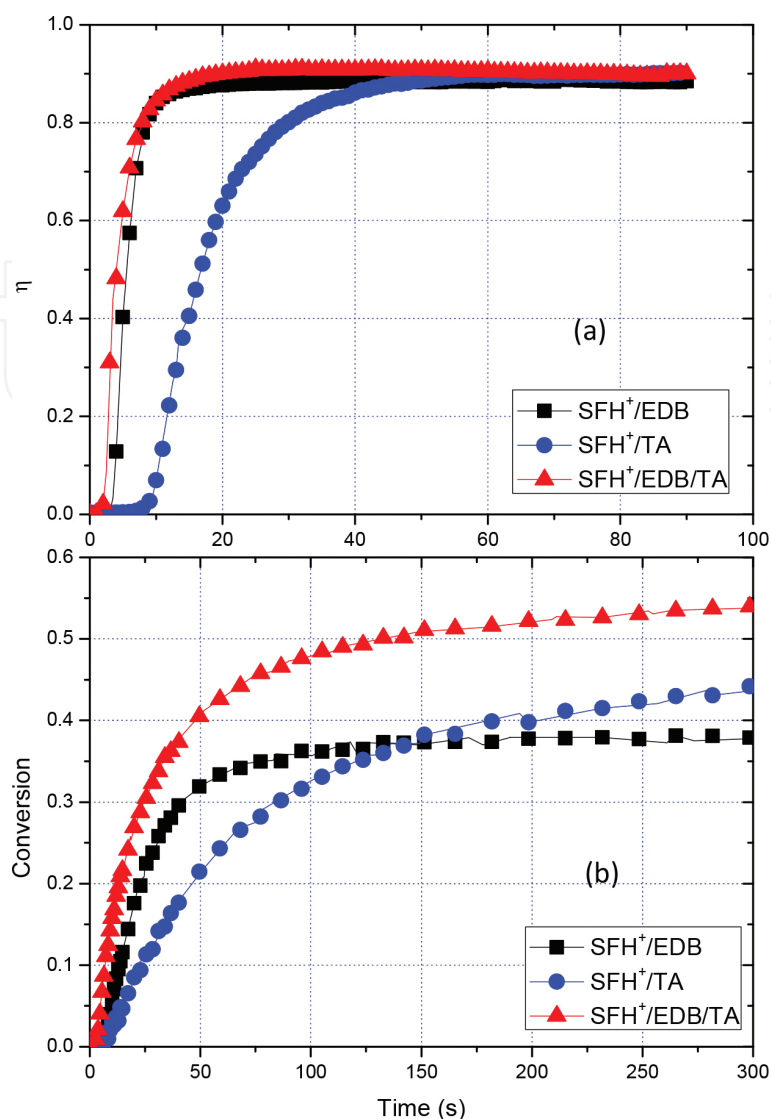 1.0
0.8
0.6
0.4
0.2
0.0
η
(a)
SFH⁺/EDB
SFH⁺/TA
SFH⁺/EDB/TA
0 20 40 60 80 100
0.6
0.5
0.4
0.3
0.2
0.1
0.0
Conversion
(b)
SFH⁺/EDB
SFH⁺/TA
SFH⁺/EDB/TA
0 50 100 150 200 250 300
Time (s)